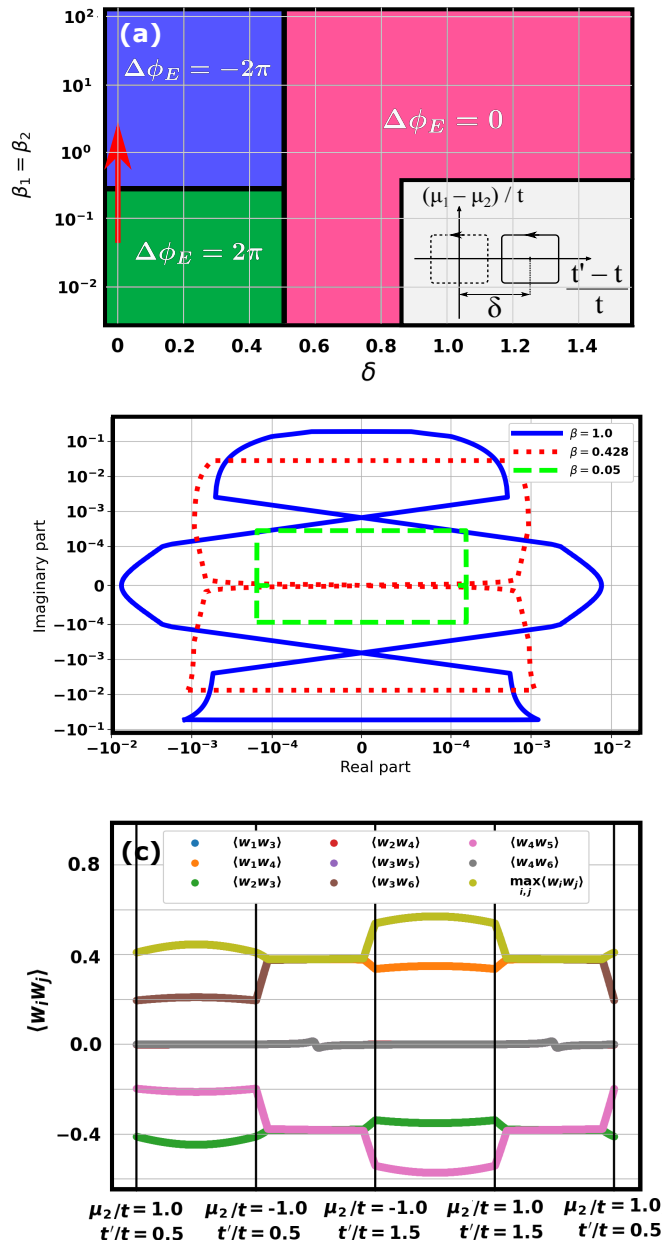 (a)
10²
10¹
10⁰
10⁻¹
10⁻²
β₁ = β₂
Δϕ_E = −2π
Δϕ_E = 0
Δϕ_E = 2π
(μ₁ − μ₂) / t
t' − t
t
δ
0 0.2 0.4 0.6 0.8 1.0 1.2 1.4
δ
β = 1.0
β = 0.428
β = 0.05
10⁻¹
10⁻²
10⁻³
10⁻⁴
0
−10⁻⁴
−10⁻³
−10⁻²
−10⁻¹
Imaginary part
−10⁻² −10⁻³ −10⁻⁴ 0 10⁻⁴ 10⁻³ 10⁻²
Real part
(c)
⟨w₁w₃⟩ ⟨w₂w₄⟩ ⟨w₄w₅⟩
⟨w₁w₄⟩ ⟨w₃w₅⟩ ⟨w₄w₆⟩
⟨w₂w₃⟩ ⟨w₃w₆⟩ max⟨wᵢwⱼ⟩
i,j
0.8
0.4
0.0
−0.4
⟨wᵢwⱼ⟩
μ₂/t = 1.0 μ₂/t = -1.0 μ₂/t = -1.0 μ₂/t = 1.0 μ₂/t = 1.0
t′/t = 0.5 t′/t = 0.5 t′/t = 1.5 t′/t = 1.5 t′/t = 0.5